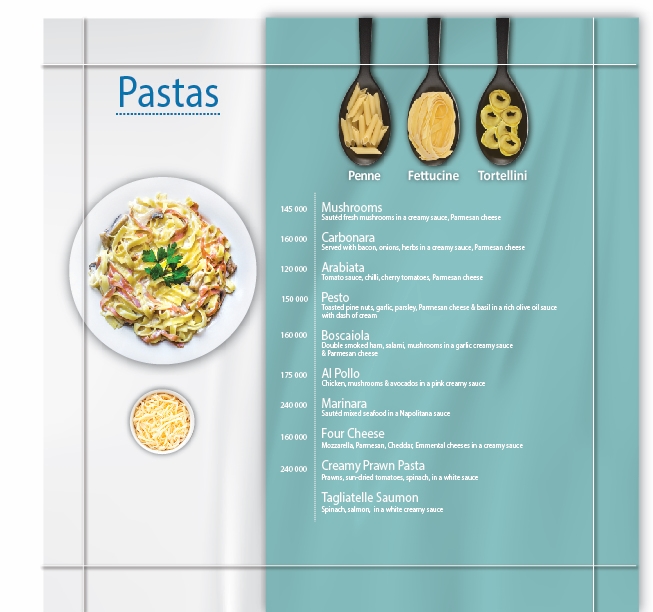 Pastas
Penne Fettucine Tortellini
145 000 Mushrooms
Sautéd fresh mushrooms in a creamy sauce, Parmesan cheese
160 000 Carbonara
Served with bacon, onions, herbs in a creamy sauce, Parmesan cheese
120 000 Arabiata
Tomato sauce, chilli, cherry tomatoes, Parmesan cheese
150 000 Pesto
Toasted pine nuts, garlic, parsley, Parmesan cheese & basil in a rich olive oil sauce
with dash of cream
160 000 Boscaiola
Double smoked ham, salami, mushrooms in a garlic creamy sauce
& Parmesan cheese
175 000 Al Pollo
Chicken, mushrooms & avocados in a pink creamy sauce
240 000 Marinara
Sautéd mixed seafood in a Napolitana sauce
160 000 Four Cheese
Mozzarella, Parmesan, Cheddar, Emmental cheeses in a creamy sauce
240 000 Creamy Prawn Pasta
Prawns, sun-dried tomatoes, spinach, in a white sauce
Tagliatelle Saumon
Spinach, salmon, in a white creamy sauce